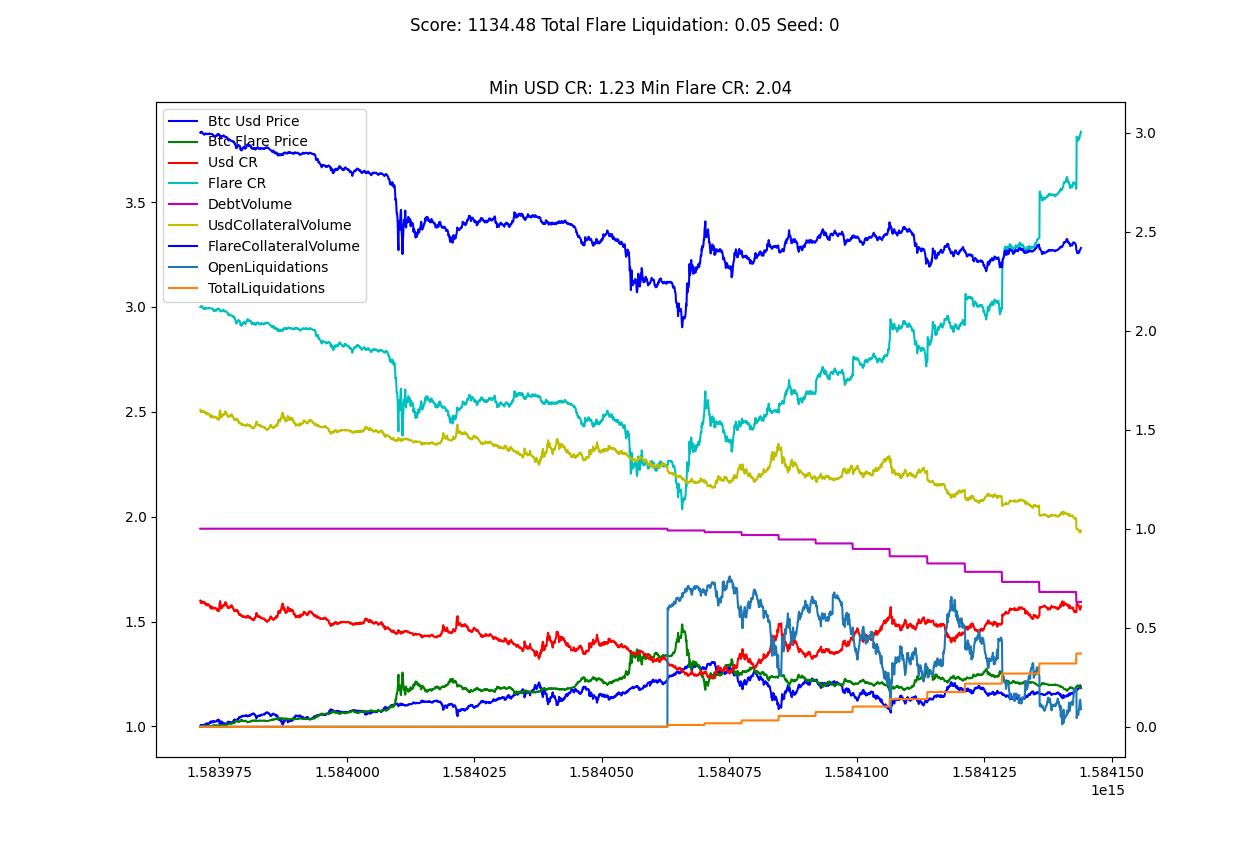 Score: 1134.48 Total Flare Liquidation: 0.05 Seed: 0
Min USD CR: 1.23 Min Flare CR: 2.04
Btc Usd Price
Btc Flare Price
Usd CR
Flare CR
DebtVolume
UsdCollateralVolume
FlareCollateralVolume
OpenLiquidations
TotalLiquidations
3.5
3.0
2.5
2.0
1.5
1.0
3.0
2.5
2.0
1.5
1.0
0.5
0.0
1.583975
1.584000
1.584025
1.584050
1.584075
1.584100
1.584125
1.584150
1e15